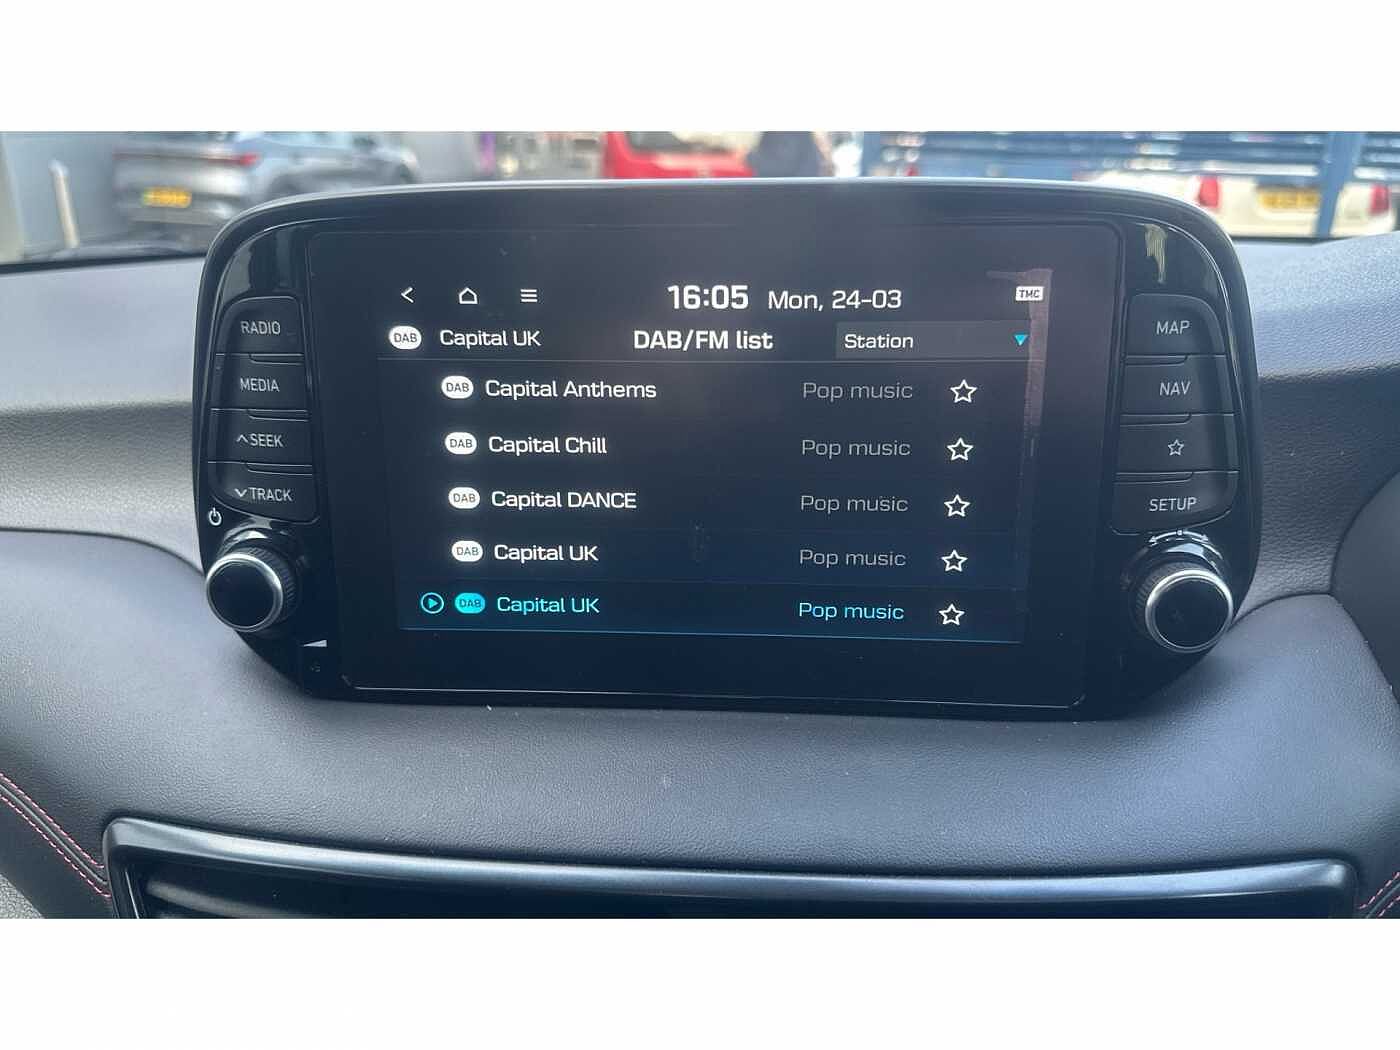 16:05 Mon, 24-03 TMC
DAB Capital UK DAB/FM list Station
DAB Capital Anthems Pop music
DAB Capital Chill Pop music
DAB Capital DANCE Pop music
DAB Capital UK Pop music
DAB Capital UK Pop music
RADIO
MEDIA
SEEK
TRACK
MAP
NAV
SETUP